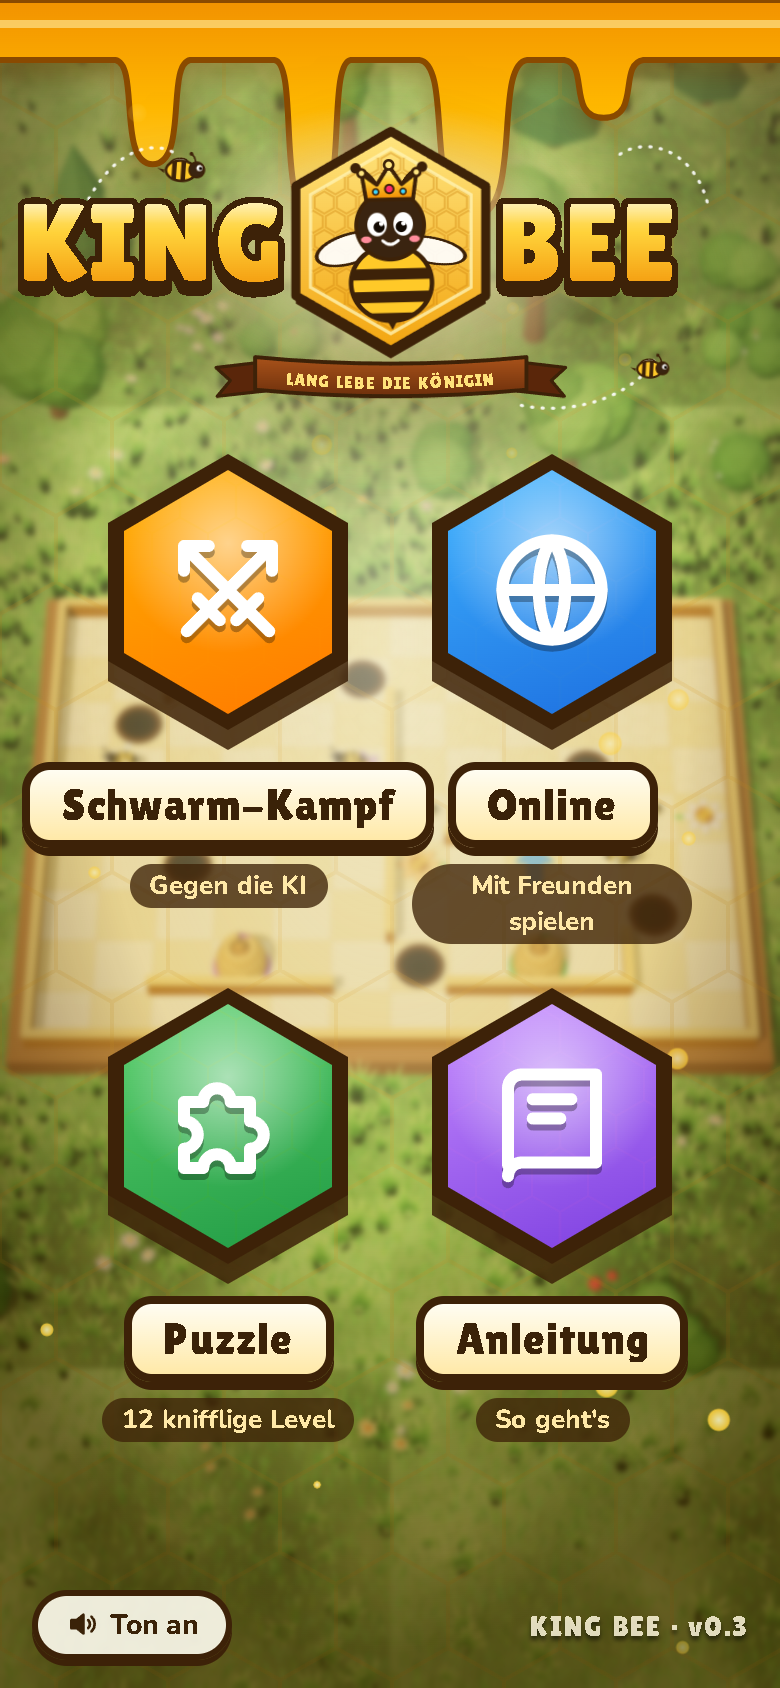 KING BEE
LANG LEBE DIE KÖNIGIN
Schwarm-Kampf
Gegen die KI
Online
Mit Freunden
spielen
Puzzle
12 knifflige Level
Anleitung
So geht's
Ton an
KING BEE · v0.3